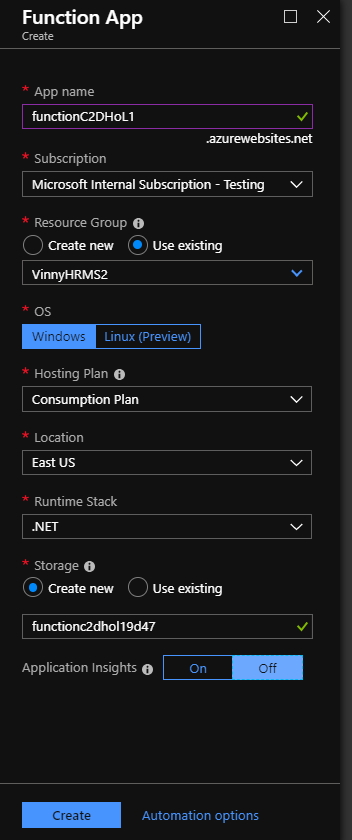 Function App
Create
* App name
functionC2DHoL1
.azurewebsites.net
* Subscription
Microsoft Internal Subscription - Testing
* Resource Group
Create new Use existing
VinnyHRMS2
* OS
Windows Linux (Preview)
* Hosting Plan
Consumption Plan
* Location
East US
* Runtime Stack
.NET
* Storage
Create new Use existing
functionc2dhol19d47
Application Insights On Off
Create Automation options